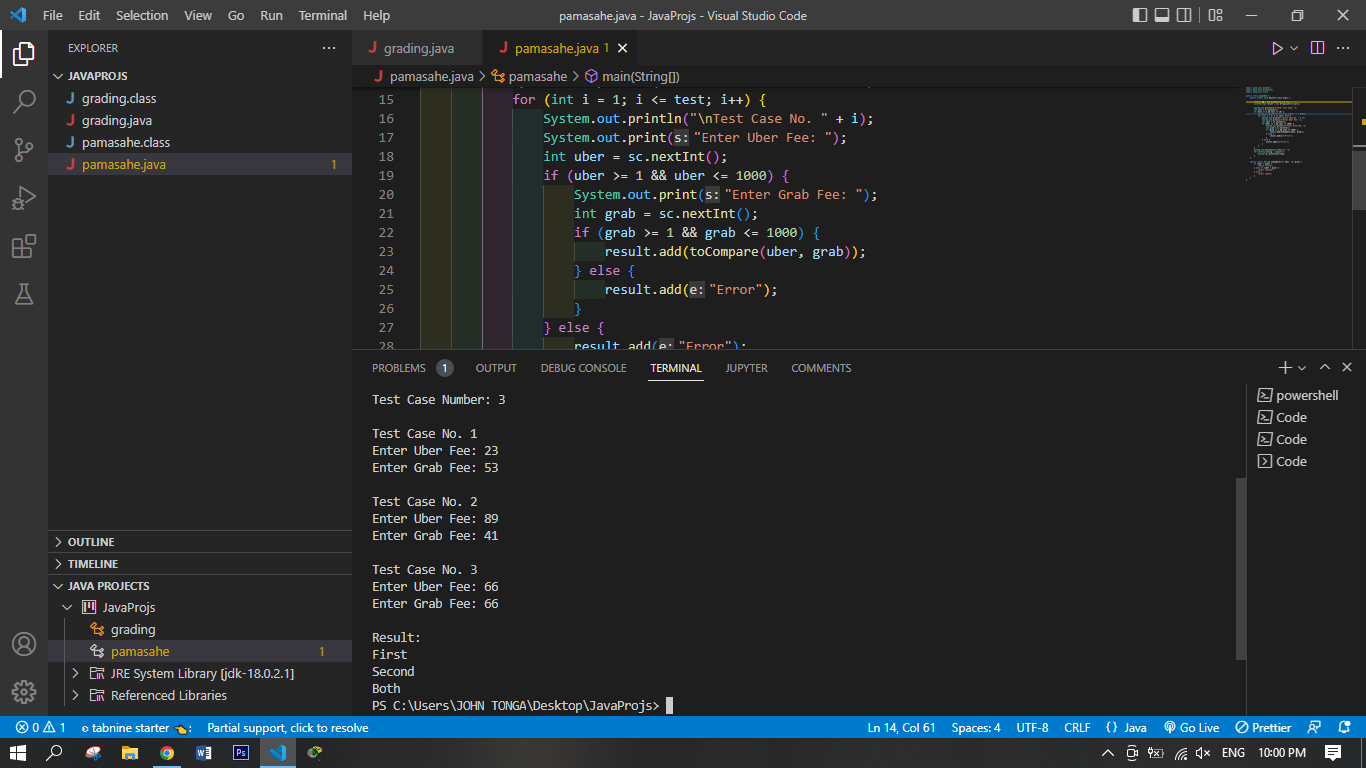 File Edit Selection View Go Run Terminal Help
pamasahe.java - JavaProjs - Visual Studio Code
EXPLORER
JAVAPROJS
grading.class
grading.java
pamasahe.class
pamasahe.java 1
OUTLINE
TIMELINE
JAVA PROJECTS
JavaProjs
grading
pamasahe 1
JRE System Library [jdk-18.0.2.1]
Referenced Libraries
grading.java
pamasahe.java 1
pamasahe.java > pamasahe > main(String[])
15 for (int i = 1; i <= test; i++) {
16 System.out.println("\nTest Case No. " + i);
17 System.out.print(s: "Enter Uber Fee: ");
18 int uber = sc.nextInt();
19 if (uber >= 1 && uber <= 1000) {
20 System.out.print(s: "Enter Grab Fee: ");
21 int grab = sc.nextInt();
22 if (grab >= 1 && grab <= 1000) {
23 result.add(toCompare(uber, grab));
24 } else {
25 result.add(e: "Error");
26 }
27 } else {
28 result.add(e: "Error");
PROBLEMS 1 OUTPUT DEBUG CONSOLE TERMINAL JUPYTER COMMENTS
Test Case Number: 3
Test Case No. 1
Enter Uber Fee: 23
Enter Grab Fee: 53
Test Case No. 2
Enter Uber Fee: 89
Enter Grab Fee: 41
Test Case No. 3
Enter Uber Fee: 66
Enter Grab Fee: 66
Result:
First
Second
Both
PS C:\Users\JOHN TONGA\Desktop\JavaProjs>
powershell
Code
Code
Code
0 1 tabnine starter Partial support, click to resolve
Ln 14, Col 61 Spaces: 4 UTF-8 CRLF {} Java Go Live Prettier
ENG 10:00 PM